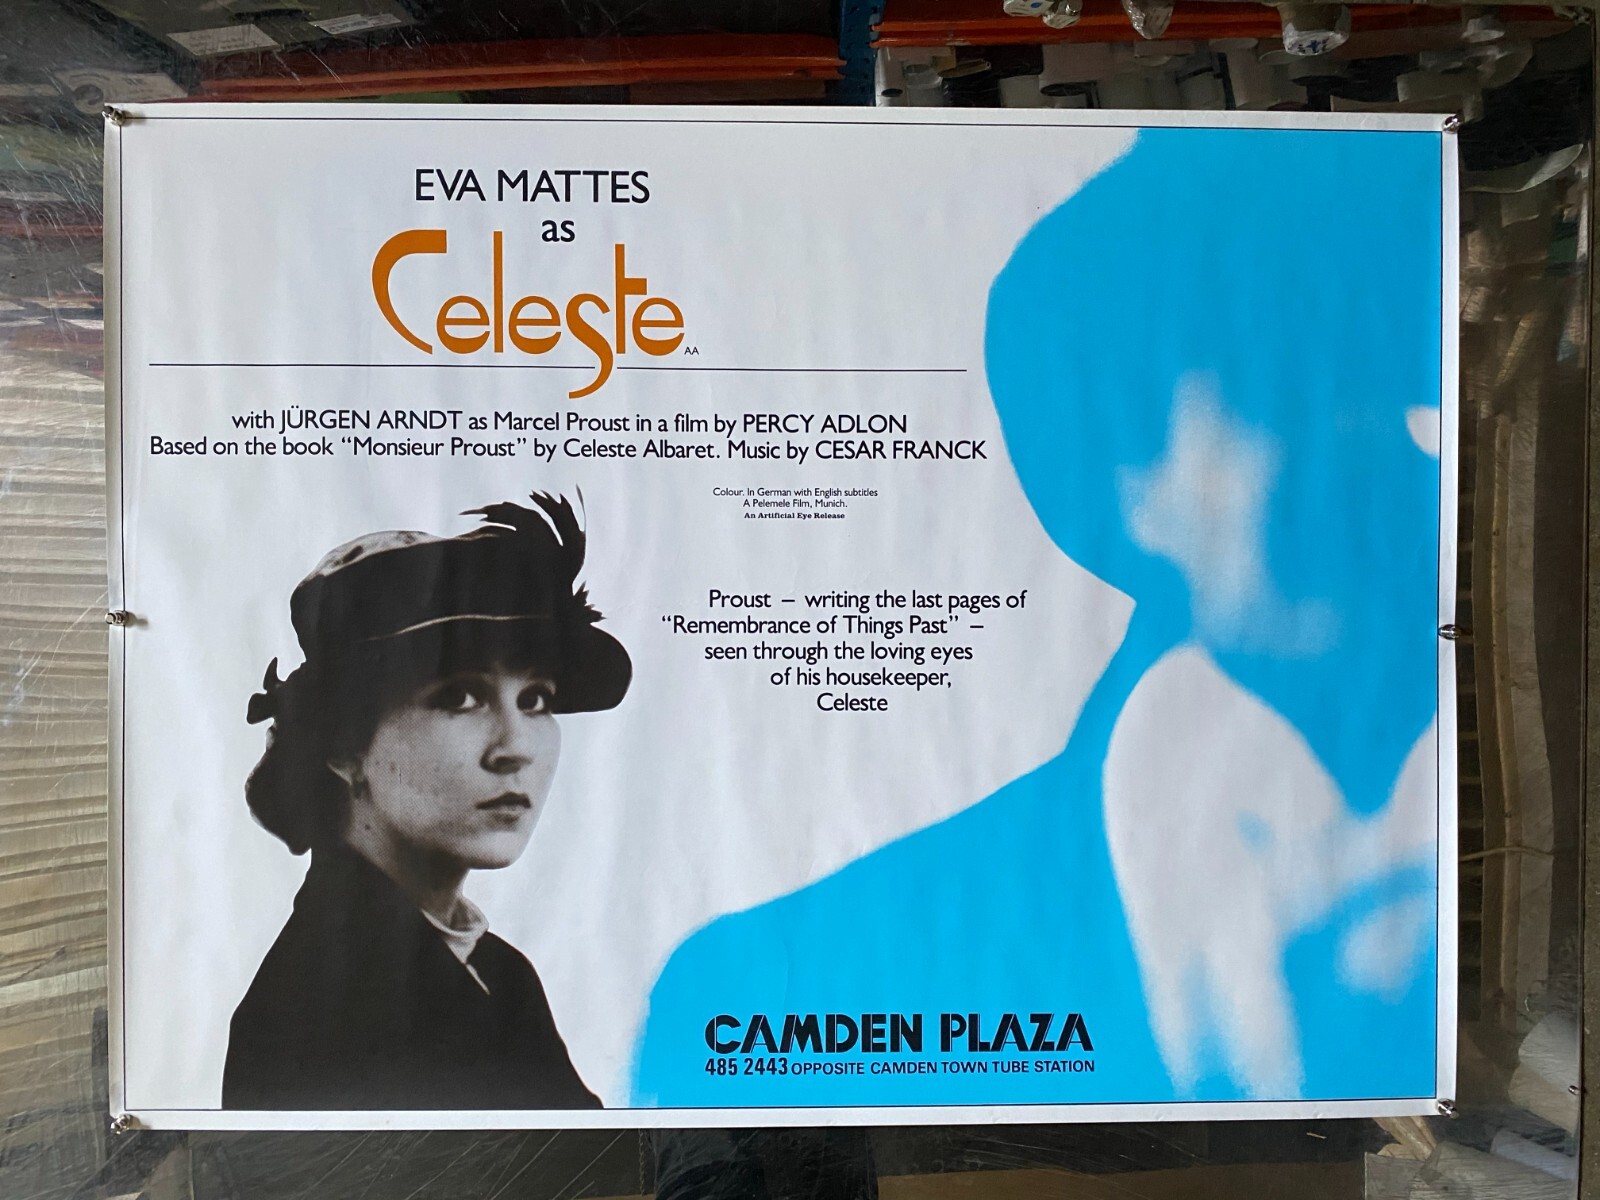 EVA MATTES
as
Celeste
AA
with JÜRGEN ARNDT as Marcel Proust in a film by PERCY ADLON
Based on the book “Monsieur Proust” by Celeste Albaret. Music by CESAR FRANCK
Colour. In German with English subtitles
A Pelemele Film, Munich.
An Artificial Eye Release
Proust – writing the last pages of
“Remembrance of Things Past” –
seen through the loving eyes
of his housekeeper,
Celeste
CAMDEN PLAZA
485 2443 OPPOSITE CAMDEN TOWN TUBE STATION